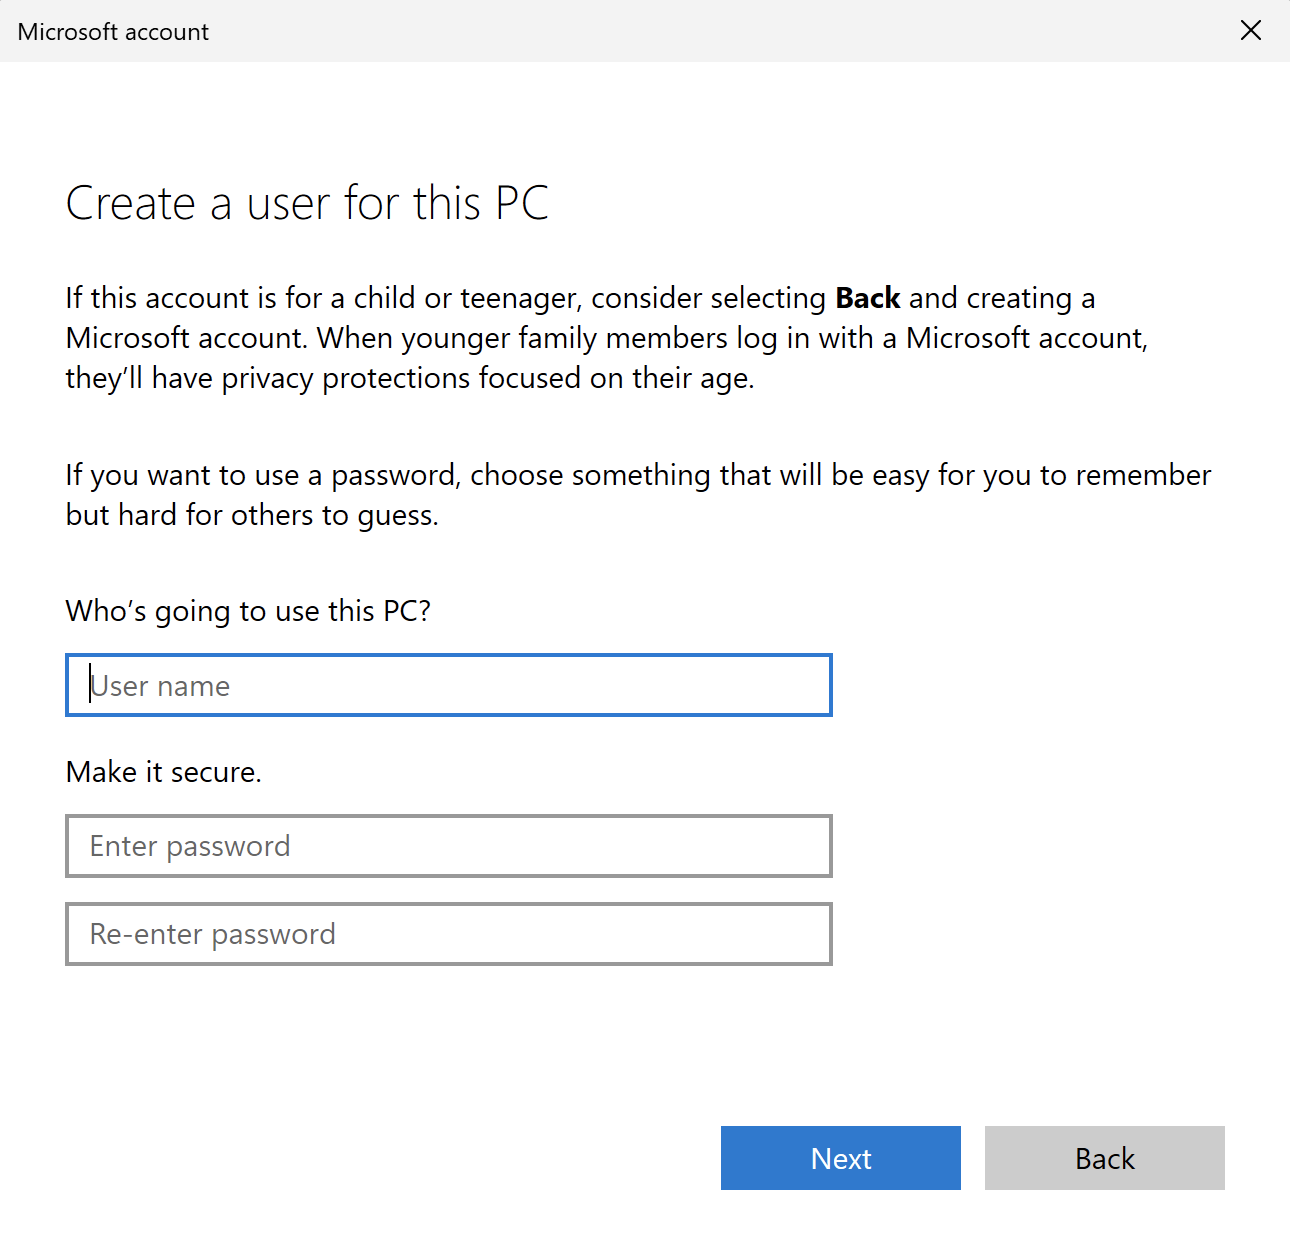 Microsoft account
Create a user for this PC
If this account is for a child or teenager, consider selecting Back and creating a
Microsoft account. When younger family members log in with a Microsoft account,
they’ll have privacy protections focused on their age.
If you want to use a password, choose something that will be easy for you to remember
but hard for others to guess.
Who’s going to use this PC?
User name
Make it secure.
Enter password
Re-enter password
Next
Back